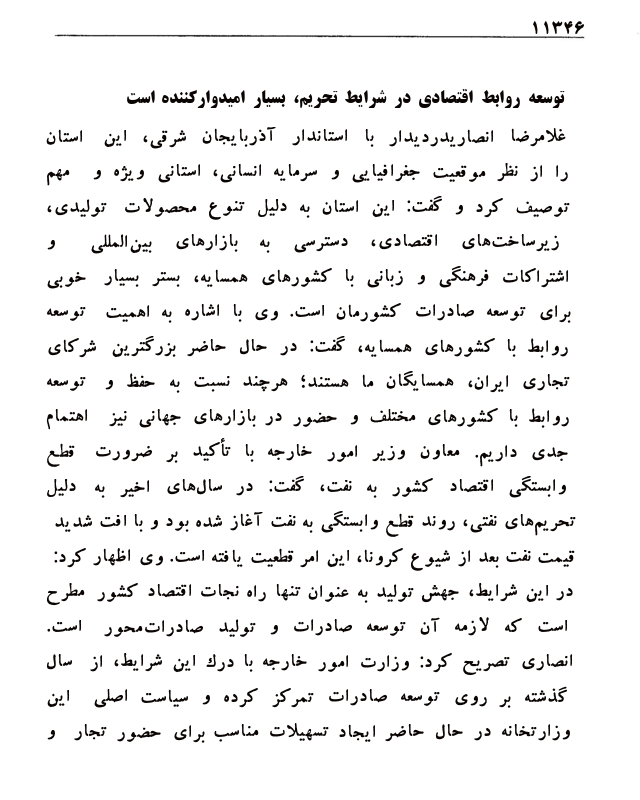 ۱۱۳۴۶
توسعه روابط اقتصادی در شرایط تحریم، بسیار امیدوارکننده است
غلامرضا انصاریدردیدار با استاندار آذربایجان شرقی، این استان
را از نظر موقعیت جغرافیایی و سرمایه انسانی، استانی ویژه و مهم
توصیف کرد و گفت: این استان به دلیل تنوع محصولات تولیدی،
زیرساخت‌های اقتصادی، دسترسی به بازارهای بین‌المللی و
اشتراکات فرهنگی و زبانی با کشورهای همسایه، بستر بسیار خوبی
برای توسعه صادرات کشورمان است. وی با اشاره به اهمیت توسعه
روابط با کشورهای همسایه، گفت: در حال حاضر بزرگترین شرکای
تجاری ایران، همسایگان ما هستند؛ هرچند نسبت به حفظ و توسعه
روابط با کشورهای مختلف و حضور در بازارهای جهانی نیز اهتمام
جدی داریم. معاون وزیر امور خارجه با تأکید بر ضرورت قطع
وابستگی اقتصاد کشور به نفت، گفت: در سال‌های اخیر به دلیل
تحریم‌های نفتی، روند قطع وابستگی به نفت آغاز شده بود و با افت شدید
قیمت نفت بعد از شیوع کرونا، این امر قطعیت یافته است. وی اظهار کرد:
در این شرایط، جهش تولید به عنوان تنها راه نجات اقتصاد کشور مطرح
است که لازمه آن توسعه صادرات و تولید صادرات‌محور است.
انصاری تصریح کرد: وزارت امور خارجه با درك این شرایط، از سال
گذشته بر روی توسعه صادرات تمرکز کرده و سیاست اصلی این
وزارتخانه در حال حاضر ایجاد تسهیلات مناسب برای حضور تجار و